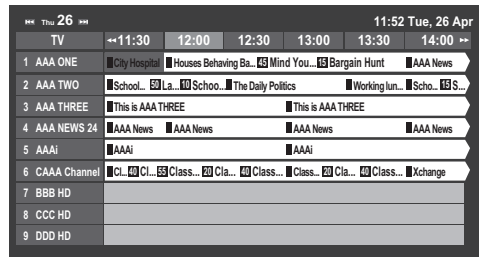 ⏮ Thu 26 ⏭ 11:52 Tue, 26 Apr
TV ◂◂11:30 12:00 12:30 13:00 13:30 14:00 ▸▸
1 AAA ONE City Hospital Houses Behaving Ba... 45 Mind You... 15 Bargain Hunt AAA News
2 AAA TWO School... 50 La... 10 Schoo... The Daily Politics Working lun... Scho... 15 S...
3 AAA THREE This is AAA THREE This is AAA THREE
4 AAA NEWS 24 AAA News AAA News AAA News AAA News
5 AAAi AAAi AAAi
6 CAAA Channel Cl... 40 Cl... 55 Class... 20 Cla... 40 Class... Class... 20 Cla... 40 Class... Xchange
7 BBB HD
8 CCC HD
9 DDD HD